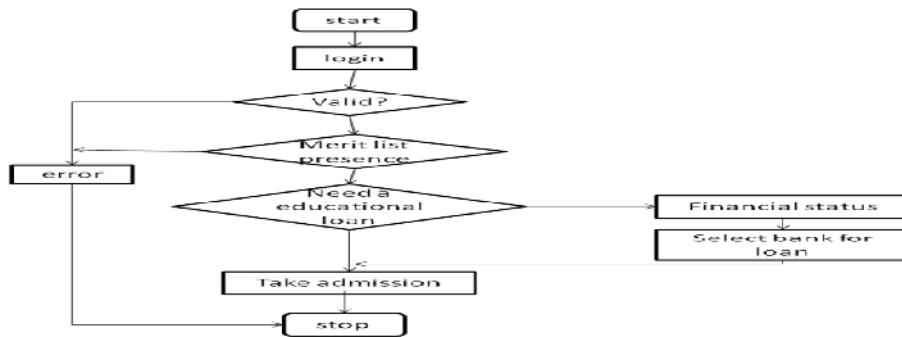 start
login
Valid?
Merit list
presence
error
Need a
educational
loan
Financial status
Select bank for
loan
Take admission
stop